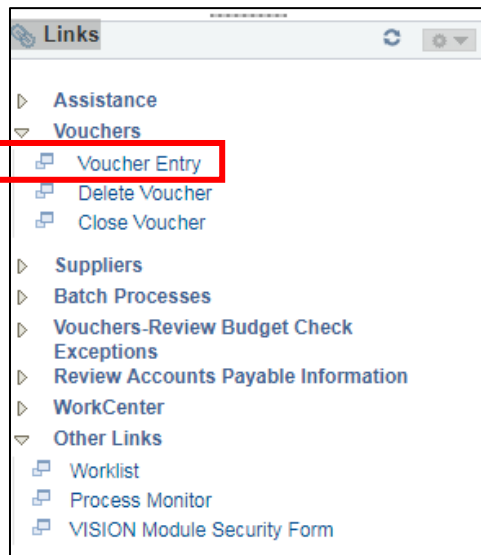 Links
Assistance
Vouchers
Voucher Entry
Delete Voucher
Close Voucher
Suppliers
Batch Processes
Vouchers-Review Budget Check
Exceptions
Review Accounts Payable Information
WorkCenter
Other Links
Worklist
Process Monitor
VISION Module Security Form